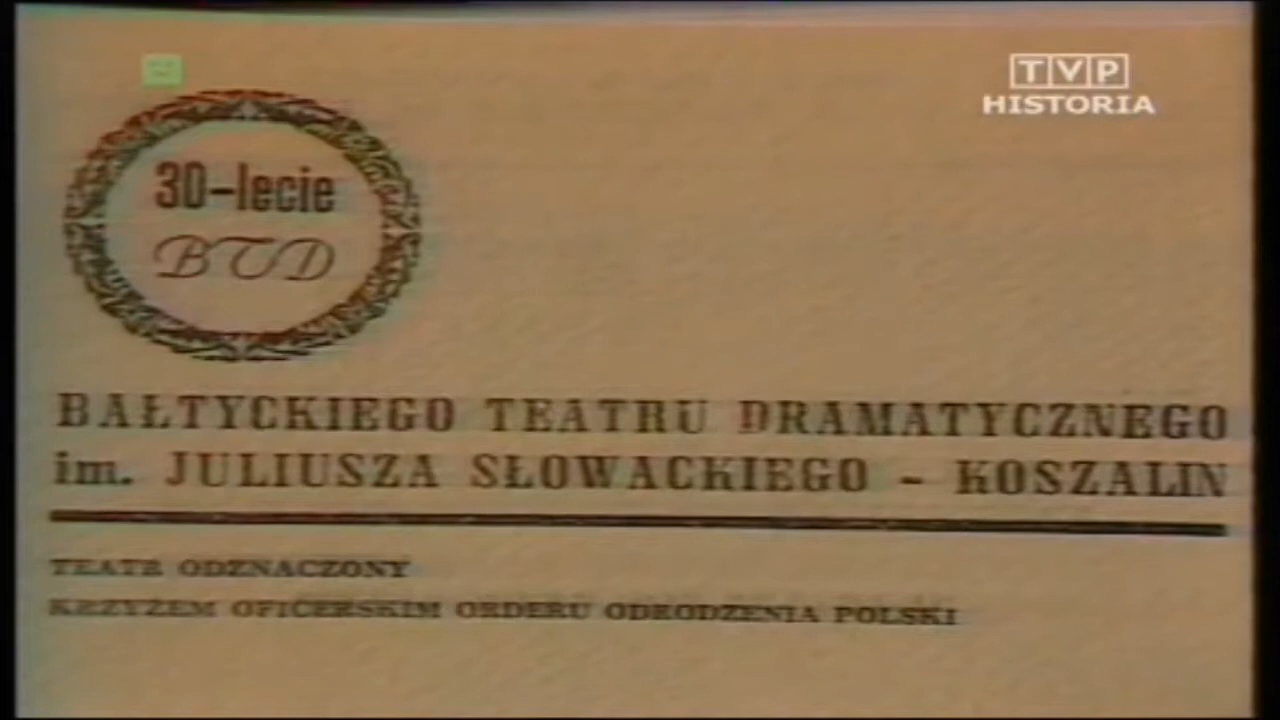 TVP
HISTORIA
30-lecie
BTD
BAŁTYCKIEGO TEATRU DRAMATYCZNEGO
im. JULIUSZA SŁOWACKIEGO - KOSZALIN
TEATR ODZNACZONY
KRZYŻEM OFICERSKIM ORDERU ODRODZENIA POLSKI